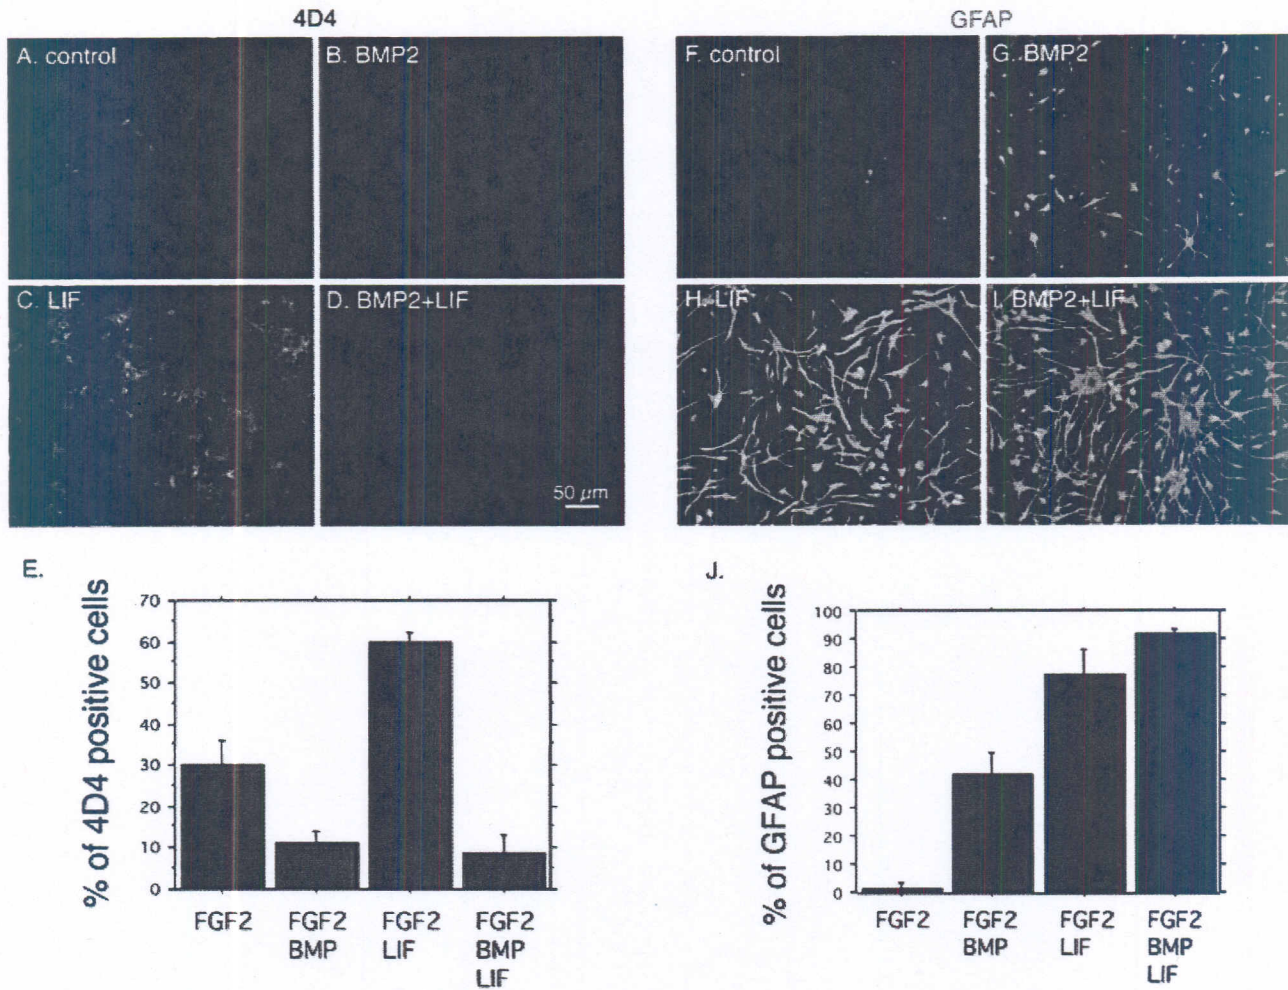 4D4
A. control
B. BMP2
C. LIF
D. BMP2+LIF
50 µm
GFAP
F. control
G. BMP2
H. LIF
I. BMP2+LIF
E.
% of 4D4 positive cells
70
60
50
40
30
20
10
0
FGF2
FGF2 BMP
FGF2 LIF
FGF2 BMP LIF
J.
% of GFAP positive cells
100
90
80
70
60
50
40
30
20
10
0
FGF2
FGF2 BMP
FGF2 LIF
FGF2 BMP LIF